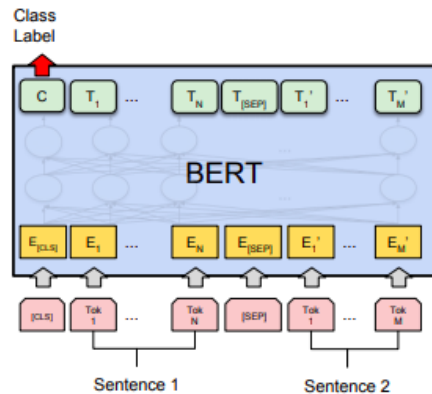 Class
Label
C T1 ... TN T[SEP] T1' ... TM'
...
BERT
...
E[CLS] E1 ... EN E[SEP] E1' ... EM'
[CLS] Tok 1 ... Tok N [SEP] Tok 1 ... Tok M
Sentence 1 Sentence 2